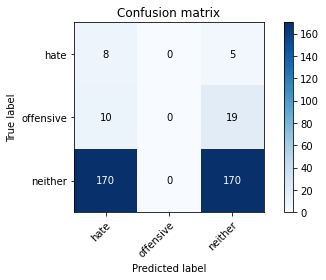 Confusion matrix
True label
hate 8 0 5
offensive 10 0 19
neither 170 0 170
hate offensive neither
Predicted label
160
140
120
100
80
60
40
20
0